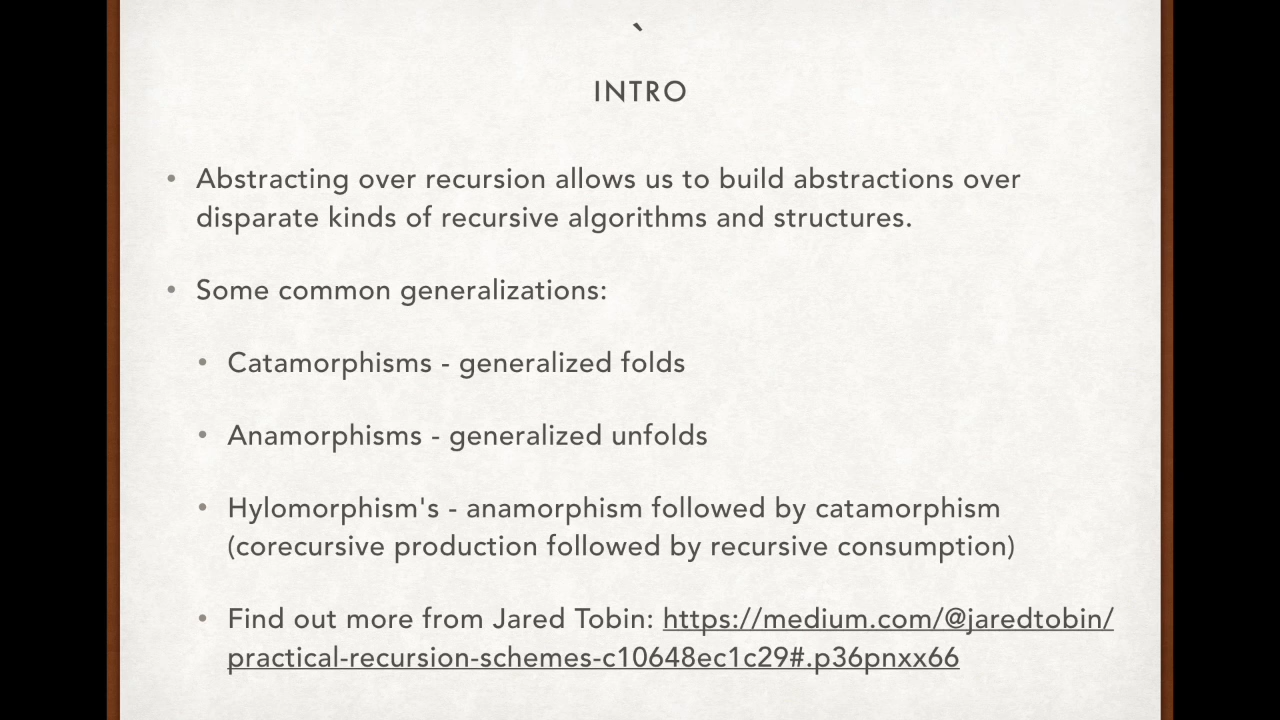 `
INTRO
Abstracting over recursion allows us to build abstractions over
disparate kinds of recursive algorithms and structures.
Some common generalizations:
Catamorphisms - generalized folds
Anamorphisms - generalized unfolds
Hylomorphism's - anamorphism followed by catamorphism
(corecursive production followed by recursive consumption)
Find out more from Jared Tobin: https://medium.com/@jaredtobin/
practical-recursion-schemes-c10648ec1c29#.p36pnxx66